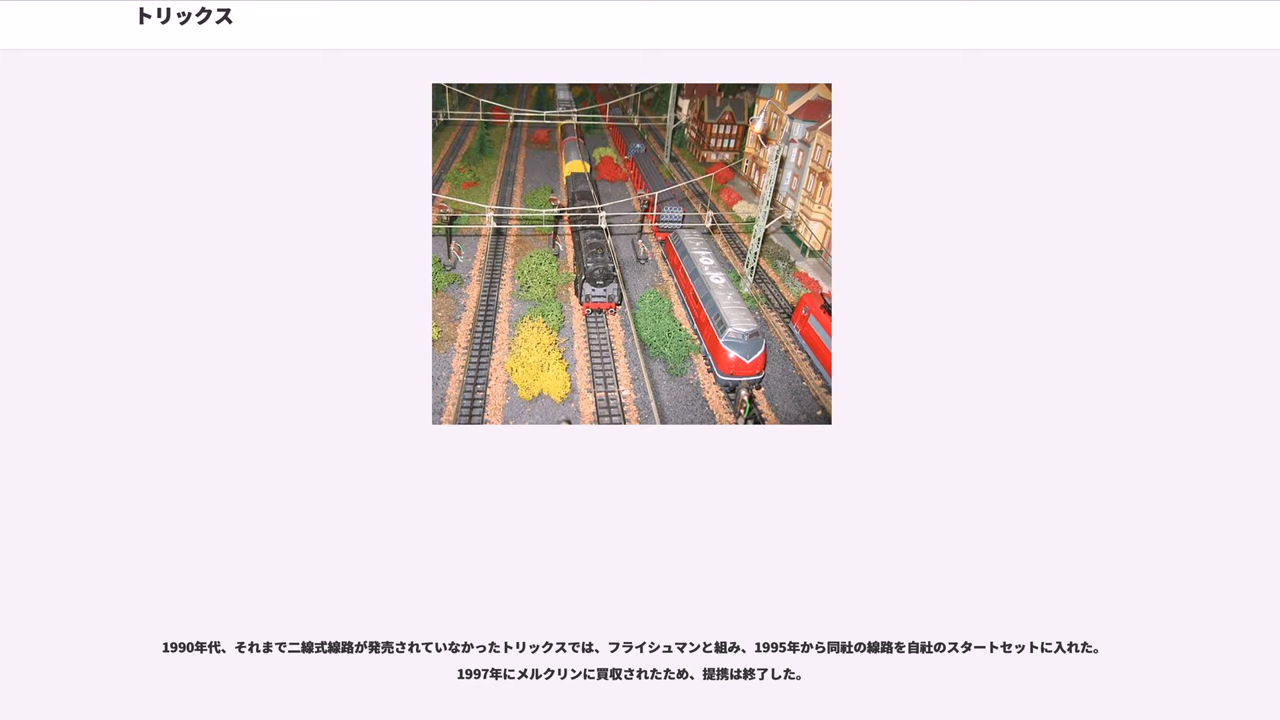 トリックス
1990年代、それまで二線式線路が発売されていなかったトリックスでは、フライシュマンと組み、1995年から同社の線路を自社のスタートセットに入れた。
1997年にメルクリンに買収されたため、提携は終了した。